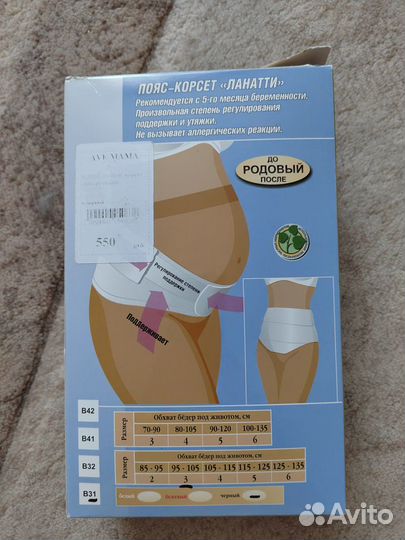 ПОЯС-КОРСЕТ «ЛАНАТТИ»
Рекомендуется с 5-го месяца беременности.
Произвольная степень регулирования
поддержки и утяжки.
Не вызывает аллергических реакции.
ДО
РОДОВЫЙ
ПОСЛЕ
AVE MAMA
550
Регулирование степени
поддержки
Поддерживает
B42
B41
B32
B31
Обхват бёдер под животом, см
70-90 80-105 90-120 100-135
Размер 3 4 5 6
Обхват бёдер под животом, см
85 - 95 95 - 105 105 - 115 115 - 125 125 - 135
Размер 2 3 4 5 6
белый бежевый черный
Avito